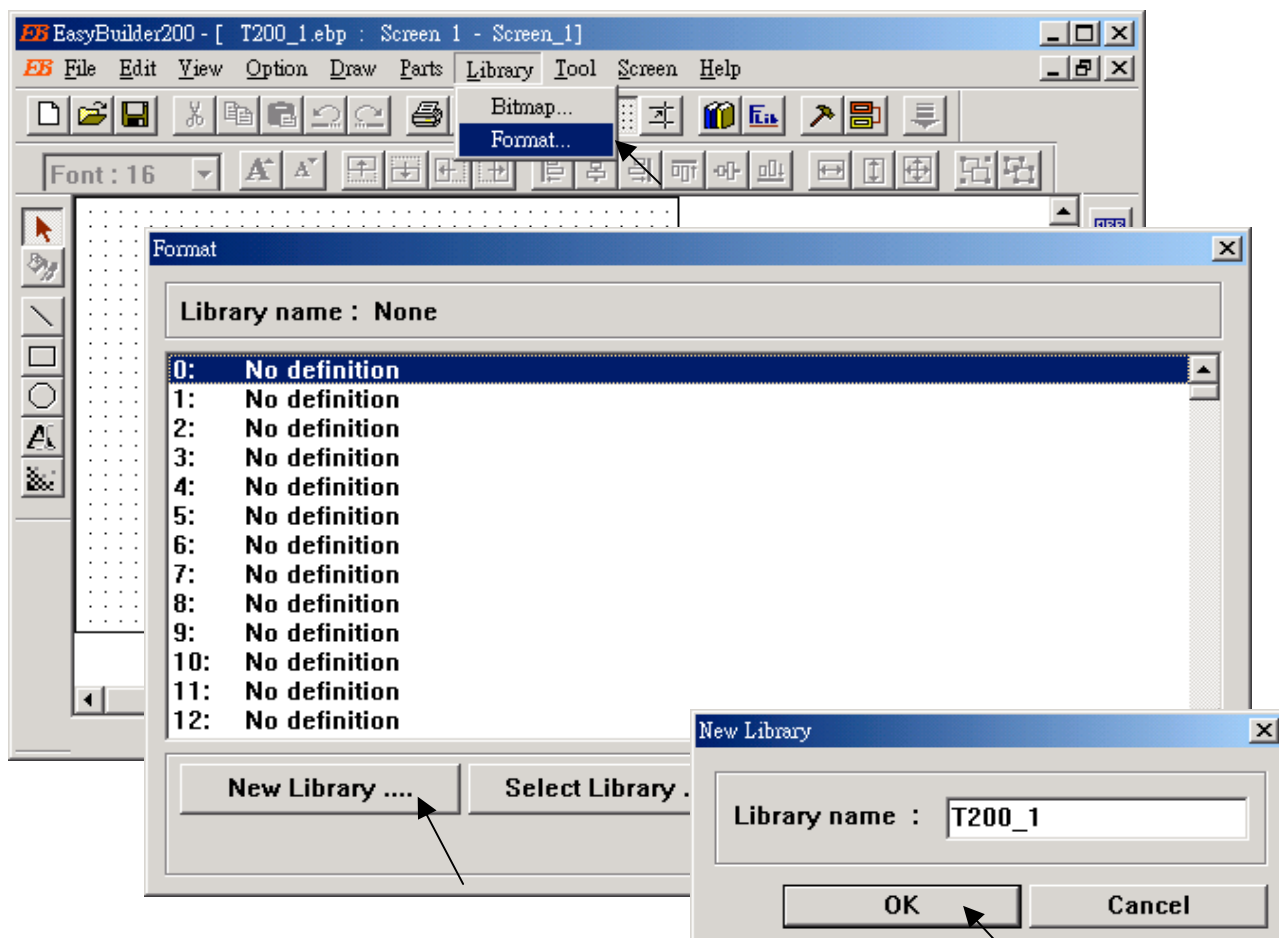 EB EasyBuilder200 - [ T200_1.ebp : Screen 1 - Screen_1]
EB File Edit View Option Draw Parts Library Tool Screen Help
Bitmap...
Format...
Font : 16
Format
Library name : None
0: No definition
1: No definition
2: No definition
3: No definition
4: No definition
5: No definition
6: No definition
7: No definition
8: No definition
9: No definition
10: No definition
11: No definition
12: No definition
New Library ....
Select Library .
New Library
Library name :
T200_1
OK
Cancel